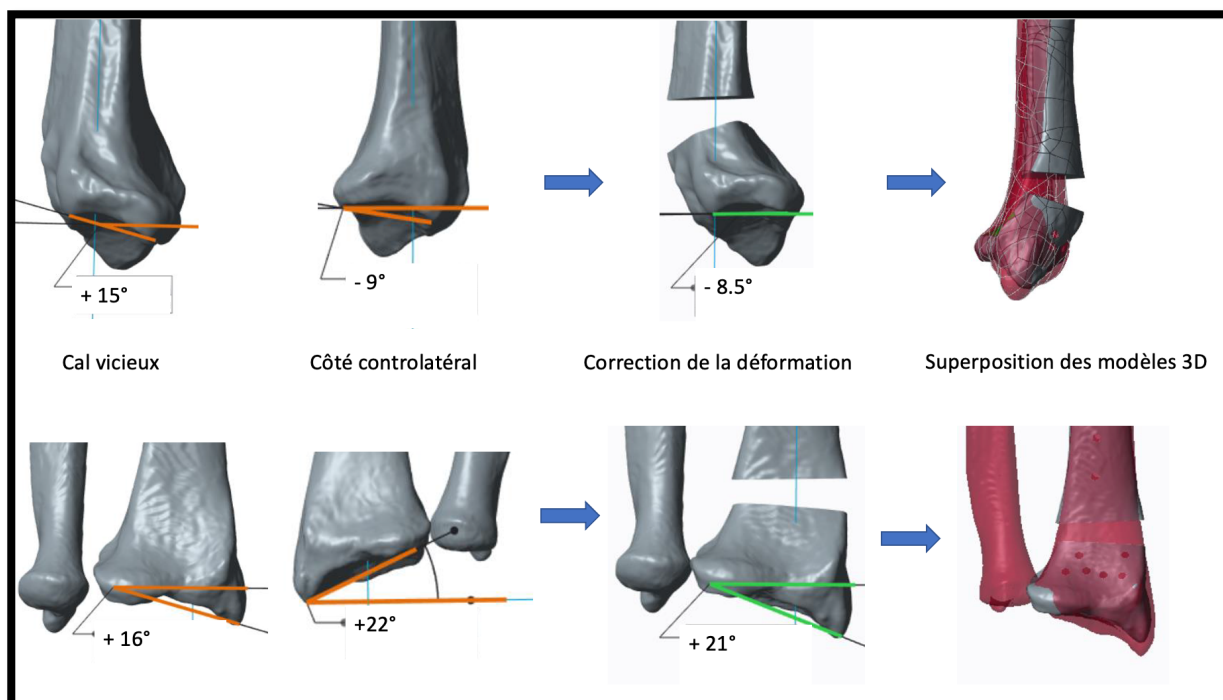 + 15°
- 9°
- 8.5°
Cal vicieux
Côté controlatéral
Correction de la déformation
Superposition des modèles 3D
+ 16°
+22°
+ 21°